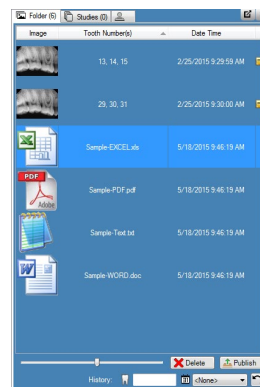 Folder (6) Studies (0)
Image Tooth Number(s) Date Time
13, 14, 15 2/25/2015 9:29:59 AM
29, 30, 31 2/25/2015 9:30:00 AM
Sample-EXCEL.xls 5/18/2015 9:46:19 AM
PDF
Adobe
Sample-PDF.pdf 5/18/2015 9:46:19 AM
Sample-Text.txt 5/18/2015 9:46:19 AM
W
Sample-WORD.doc 5/18/2015 9:46:19 AM
Delete Publish
History: <None>